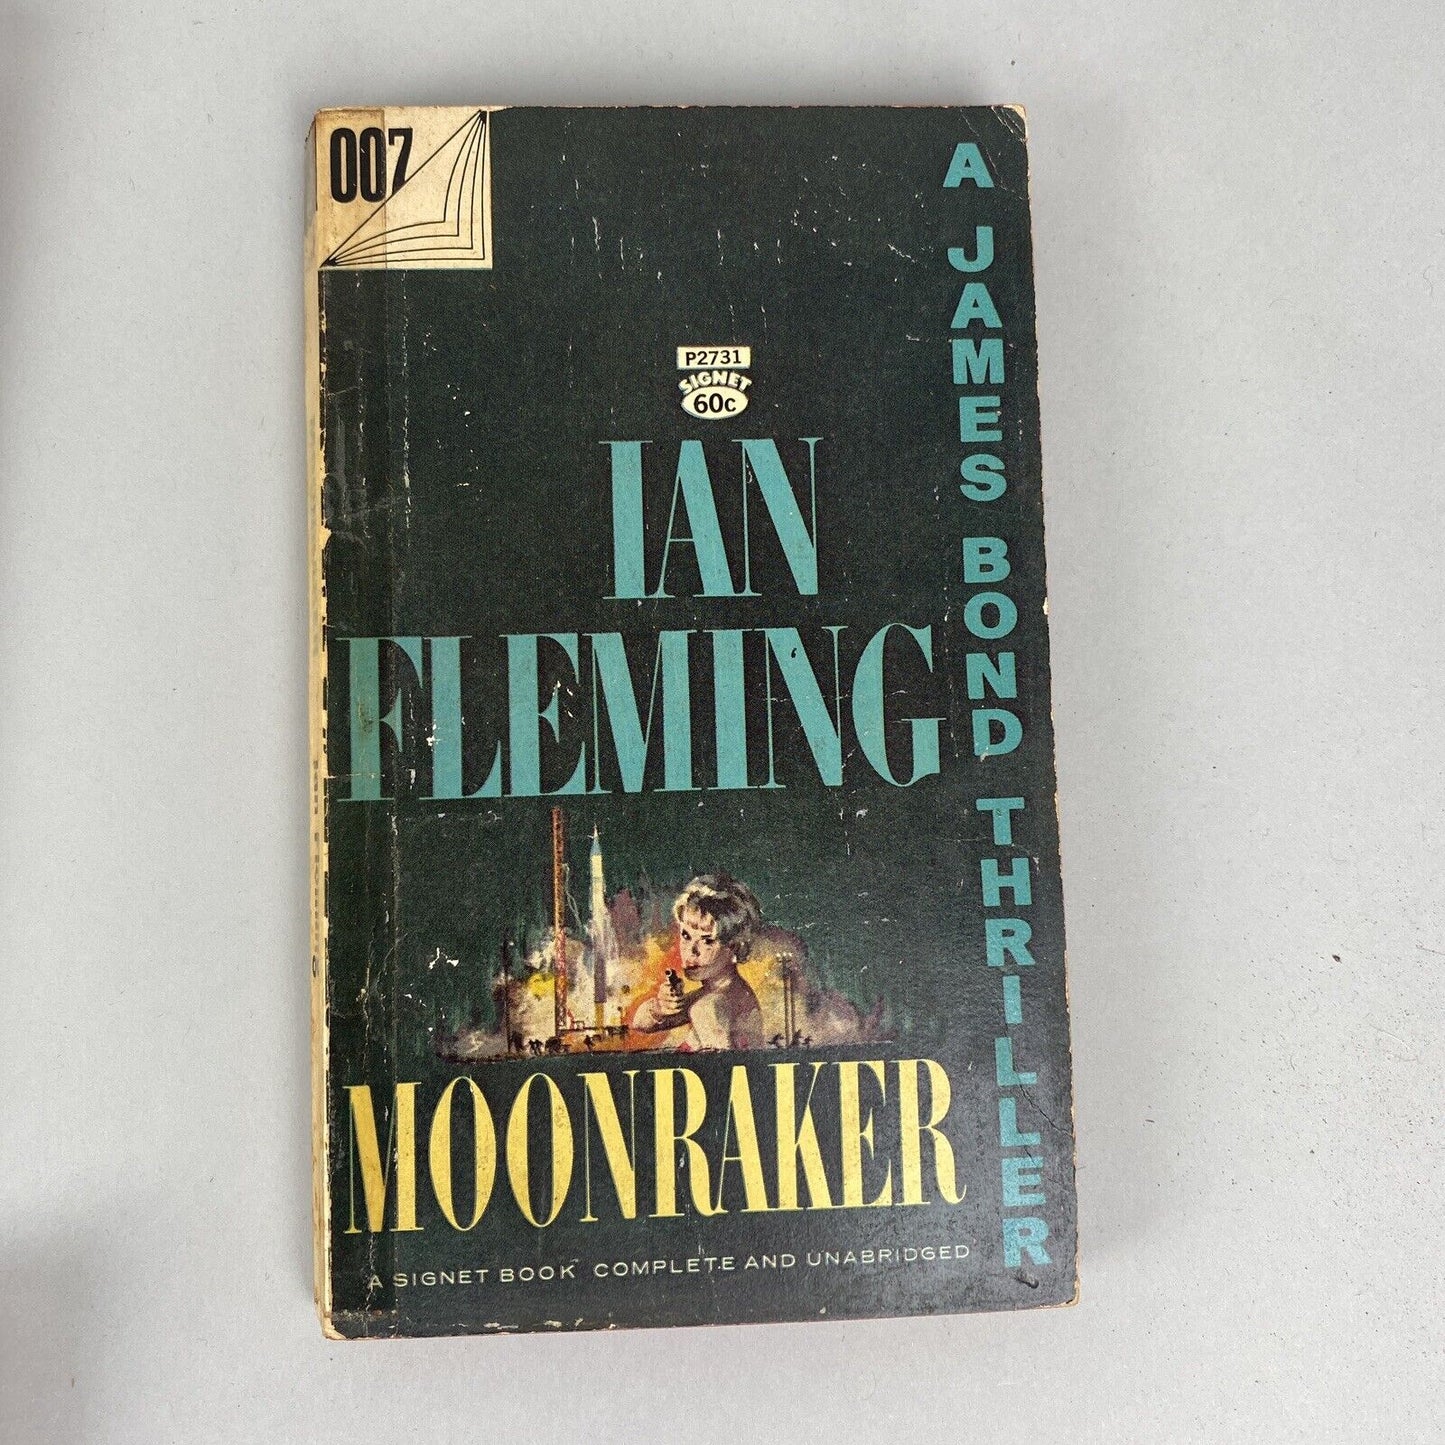 007
P2731
SIGNET
60c
IAN
FLEMING
MOONRAKER
A SIGNET BOOK COMPLETE AND UNABRIDGED
A JAMES BOND THRILLER